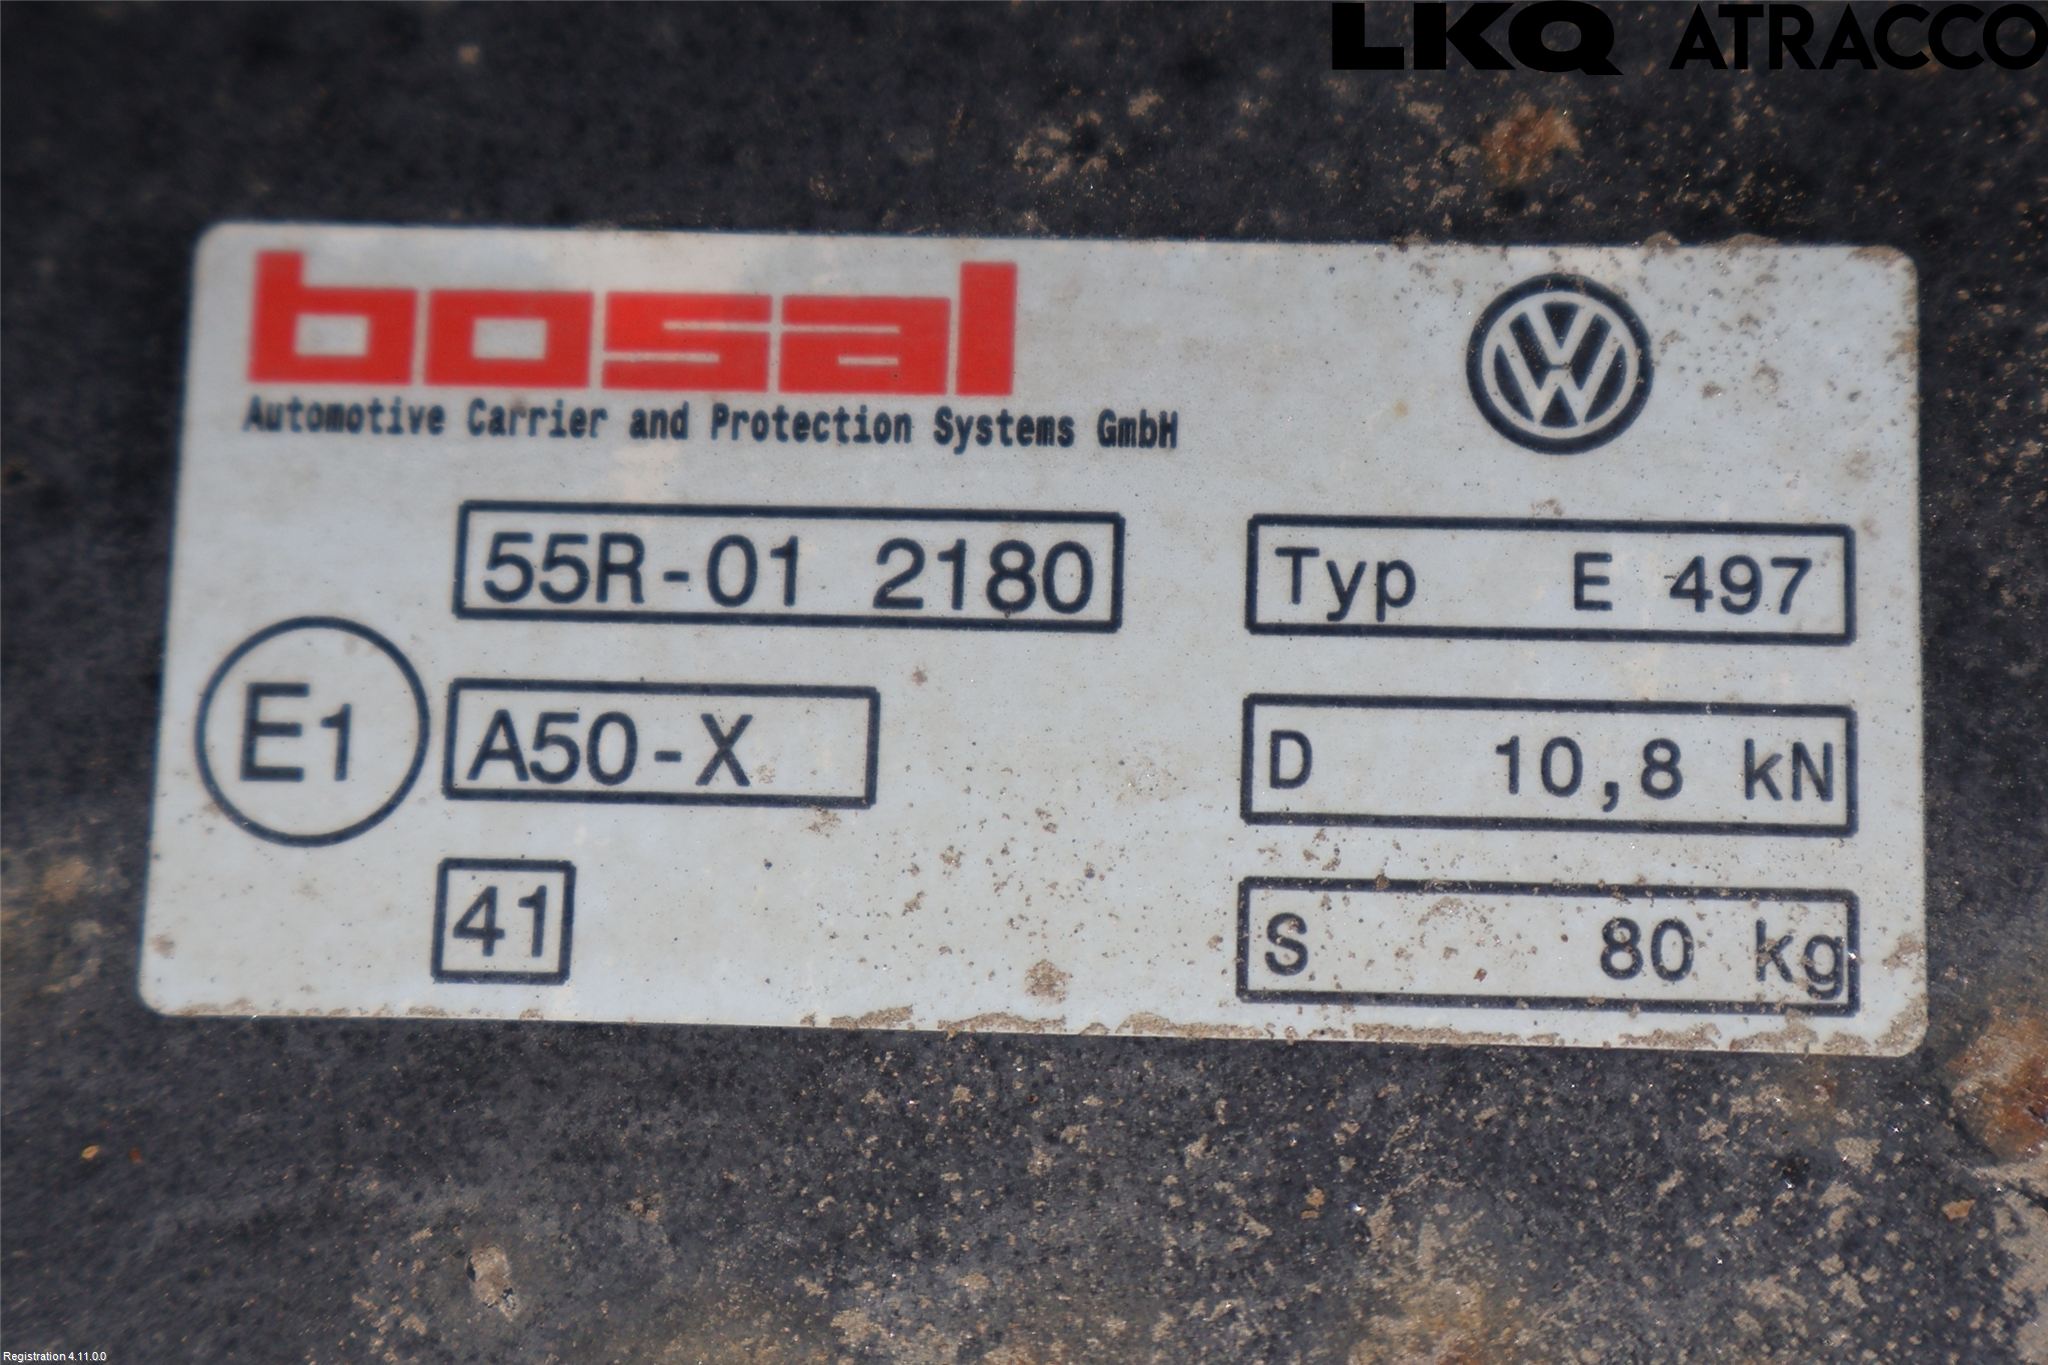 LKQ ATRACCO
bosal
Automotive Carrier and Protection Systems GmbH
55R-01 2180
Typ E 497
E1
A50-X
D 10,8 kN
41
S 80 kg
Registration 4.11.0.0